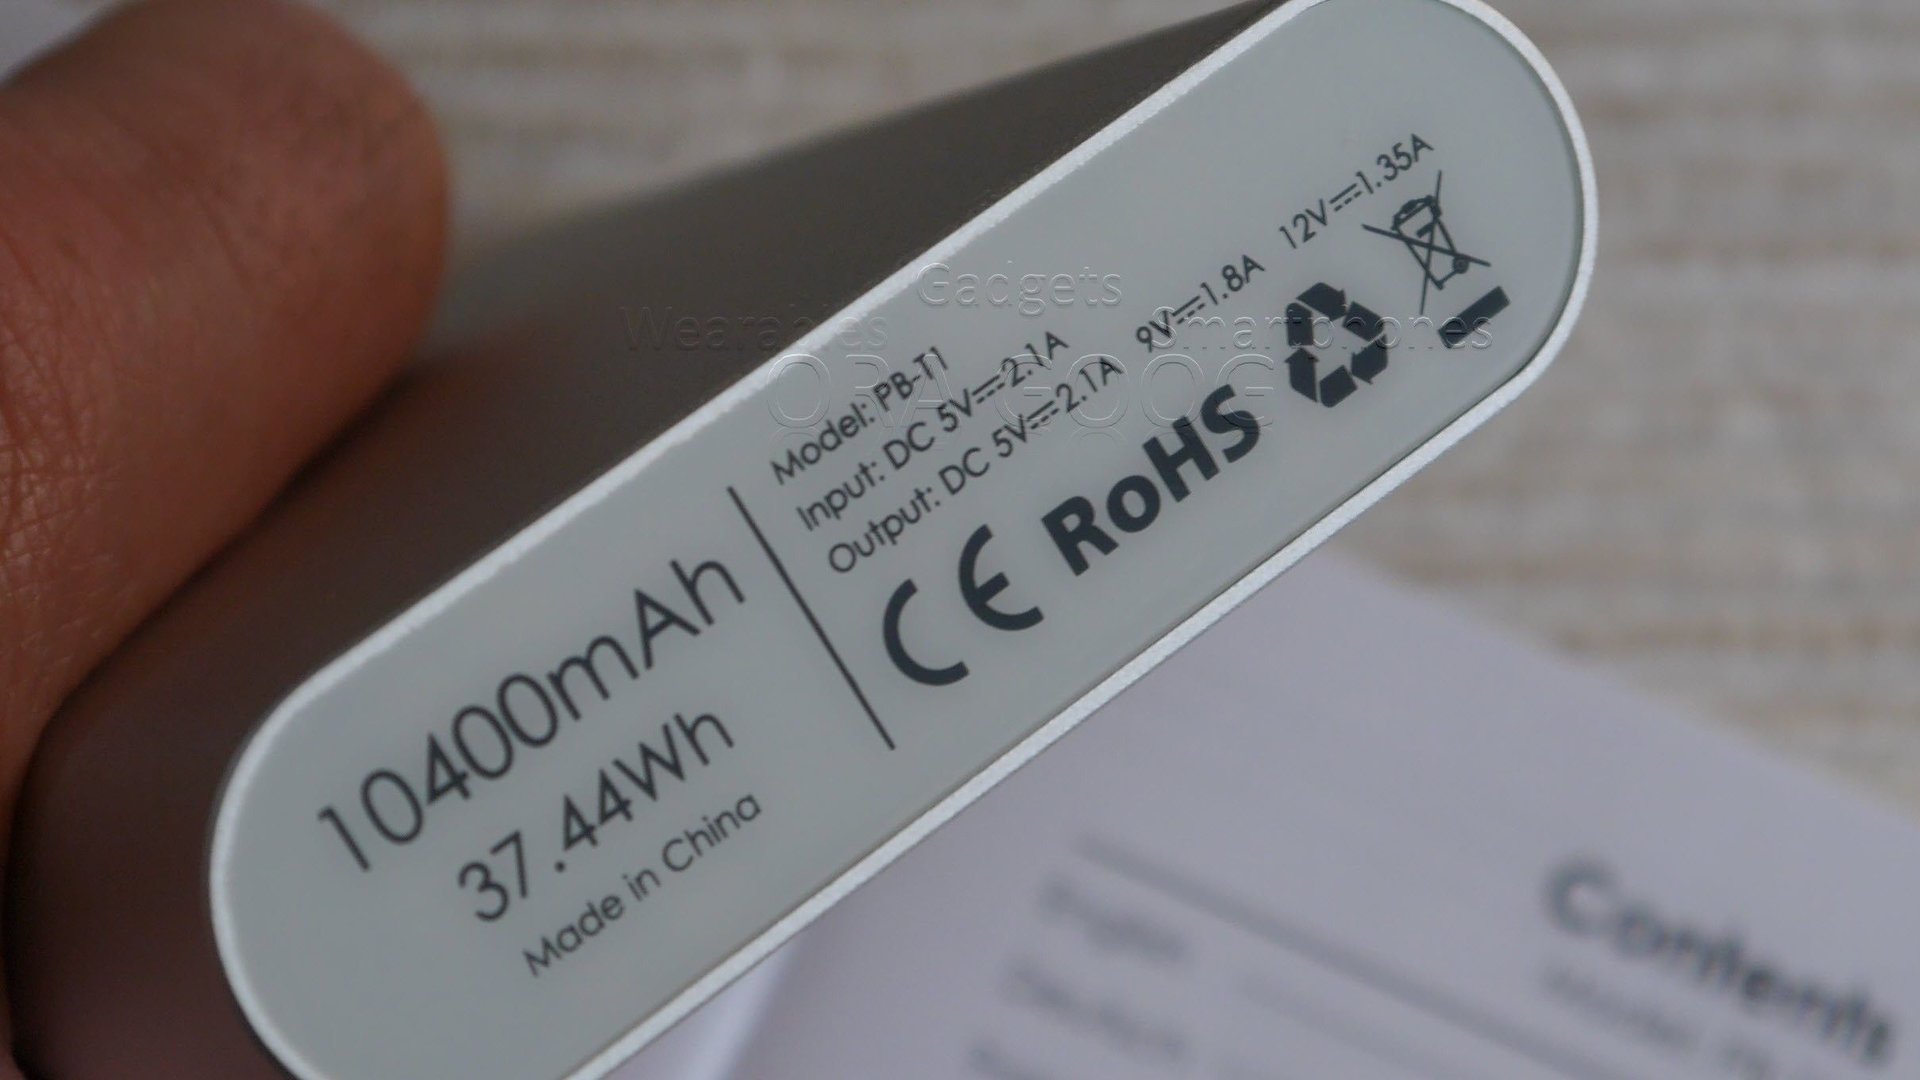 10400mAh
37.44Wh
Made in China
Model: PB-T1
Input: DC 5V⎓2.1A
Output: DC 5V⎓2.1A 9V⎓1.8A 12V⎓1.35A
CE RoHS
Gadgets
Wearables Smartphones
Contents